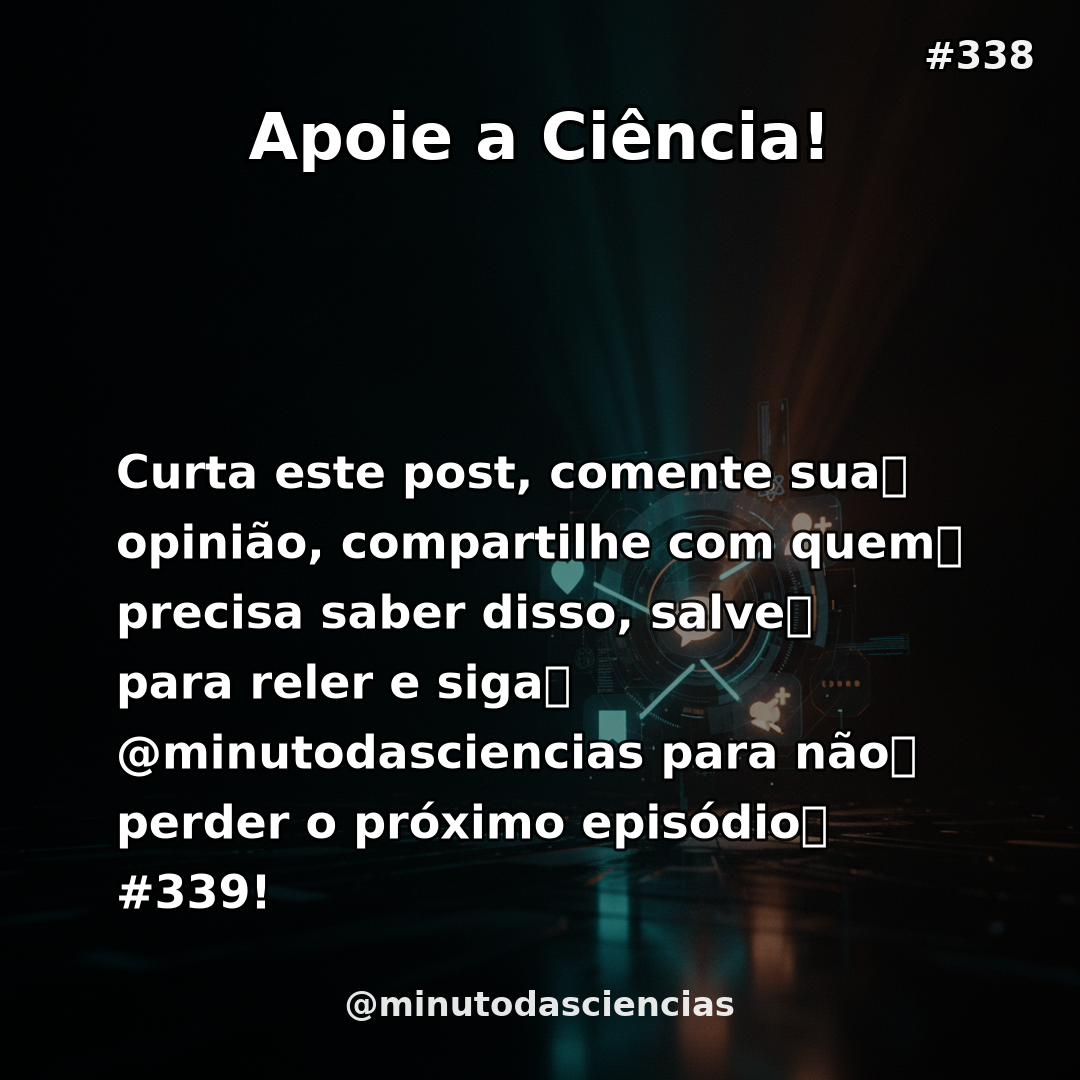 #338
Apoie a Ciência!
Curta este post, comente sua▯
opinião, compartilhe com quem▯
precisa saber disso, salve▯
para reler e siga▯
@minutodasciencias para não▯
perder o próximo episódio▯
#339!
@minutodasciencias